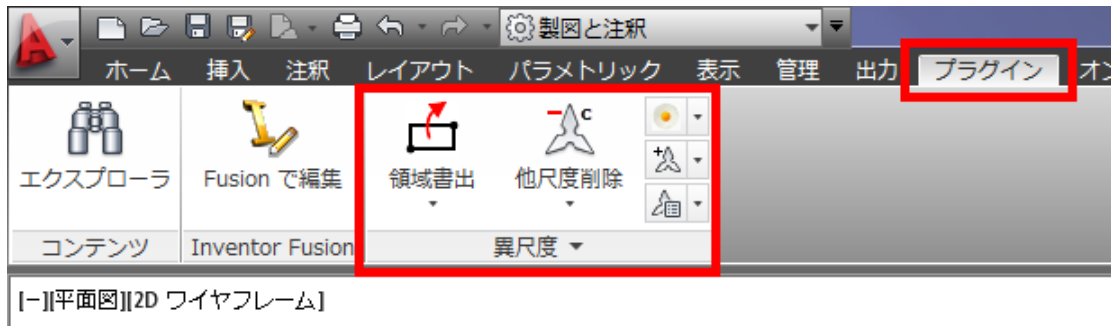 製図と注釈
ホーム 挿入 注釈 レイアウト パラメトリック 表示 管理 出力 プラグイン オン
エクスプローラ Fusion で編集 領域書出 他尺度削除
コンテンツ Inventor Fusion 異尺度
[-][平面図][2D ワイヤフレーム]